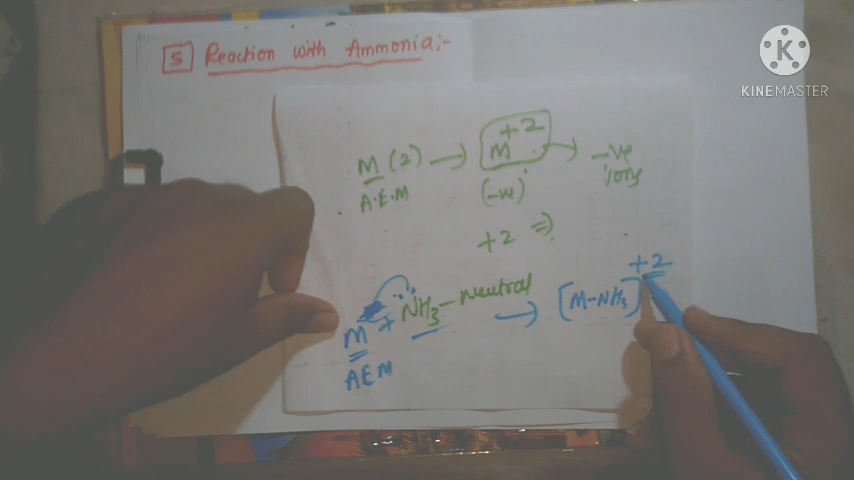 5 Reaction with Ammonia:-
K
KINEMASTER
M (2) → M+2 → -ve ions
A.E.M (-ve)
+2 ⇒
M + NH3 - Neutral → [M-NH3]+2
AEM